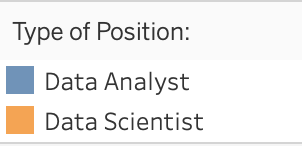 Type of Position:
Data Analyst
Data Scientist